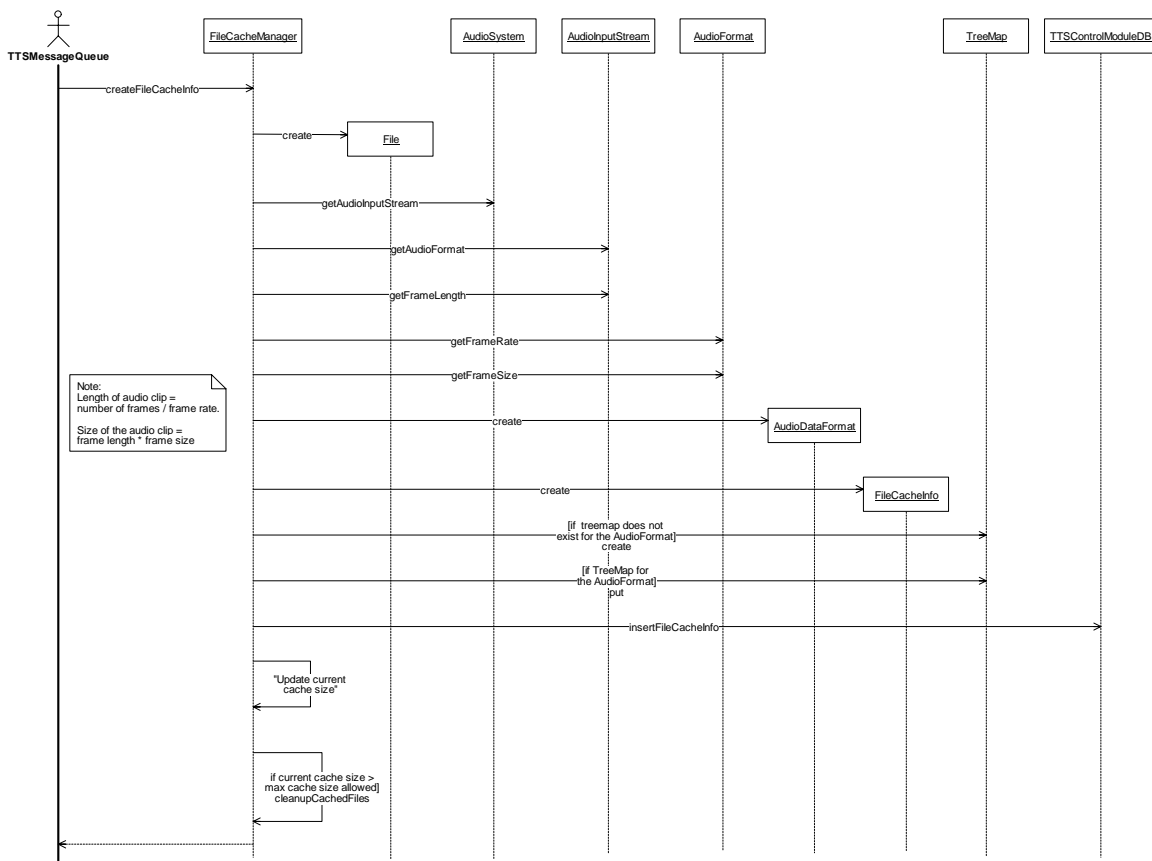 TTSMessageQueue
FileCacheManager
AudioSystem
AudioInputStream
AudioFormat
TreeMap
TTSControlModuleDB
createFileCacheInfo
create
File
getAudioInputStream
getAudioFormat
getFrameLength
getFrameRate
getFrameSize
Note:
Length of audio clip =
number of frames / frame rate.
Size of the audio clip =
frame length * frame size
create
AudioDataFormat
create
FileCacheInfo
[if treemap does not
exist for the AudioFormat]
create
[if TreeMap for
the AudioFormat]
put
insertFileCacheInfo
"Update current
cache size"
if current cache size >
max cache size allowed]
cleanupCachedFiles